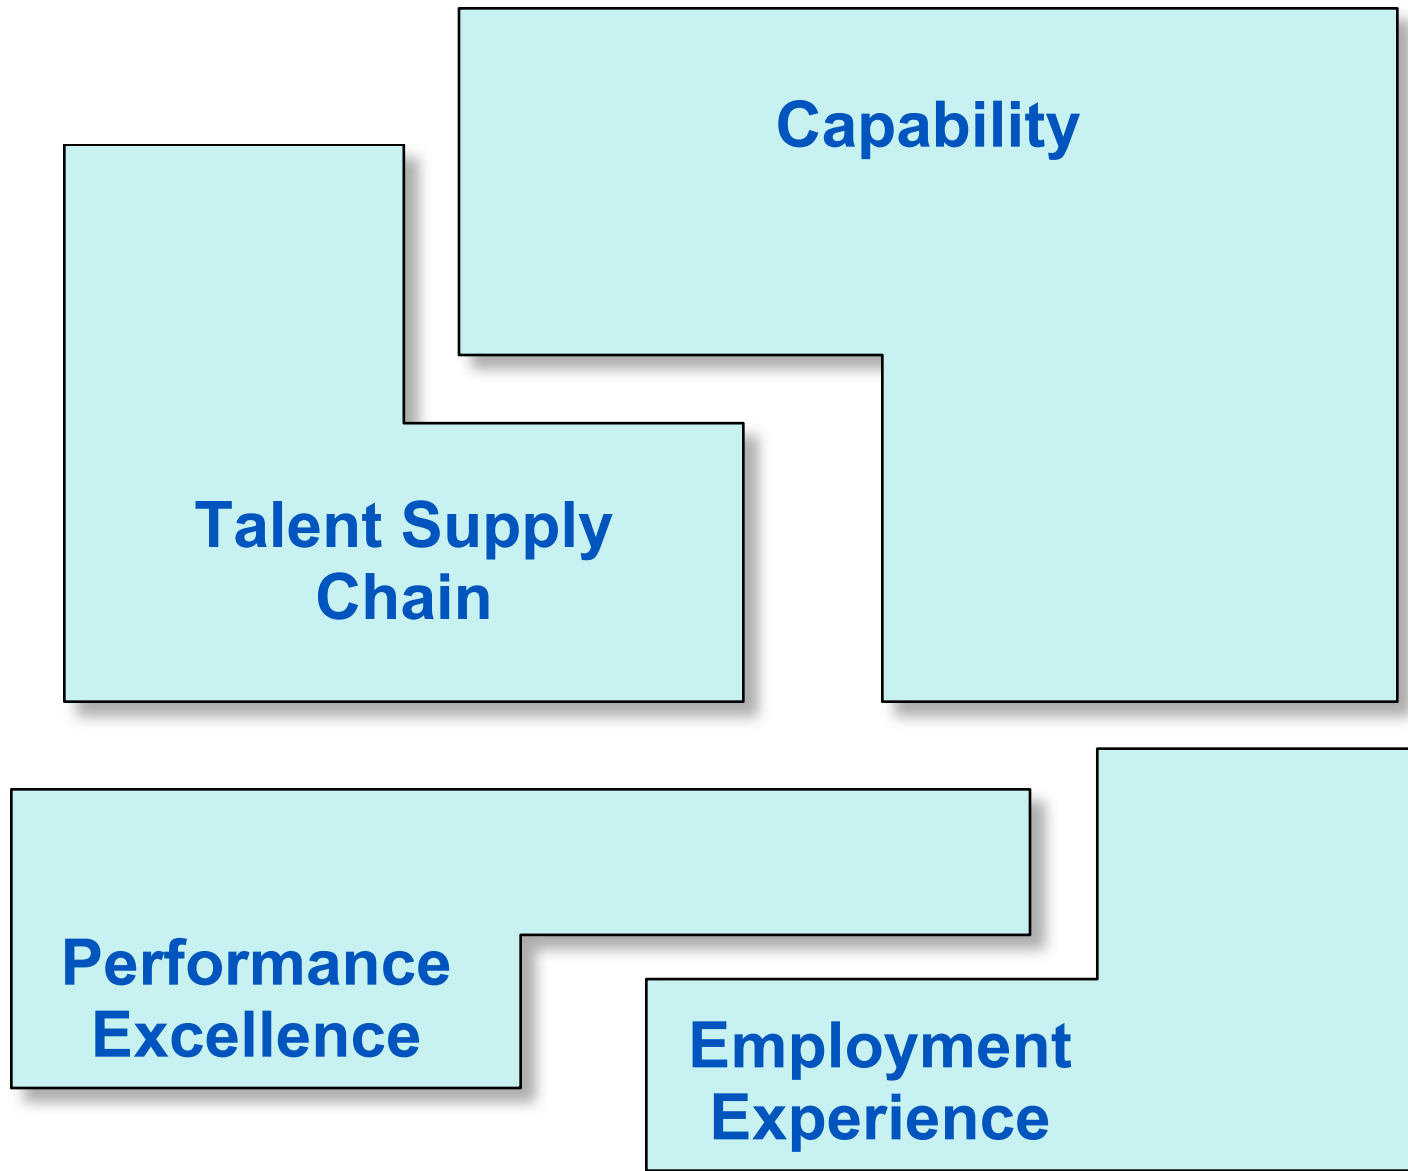 Capability
Talent Supply
Chain
Performance
Excellence
Employment
Experience